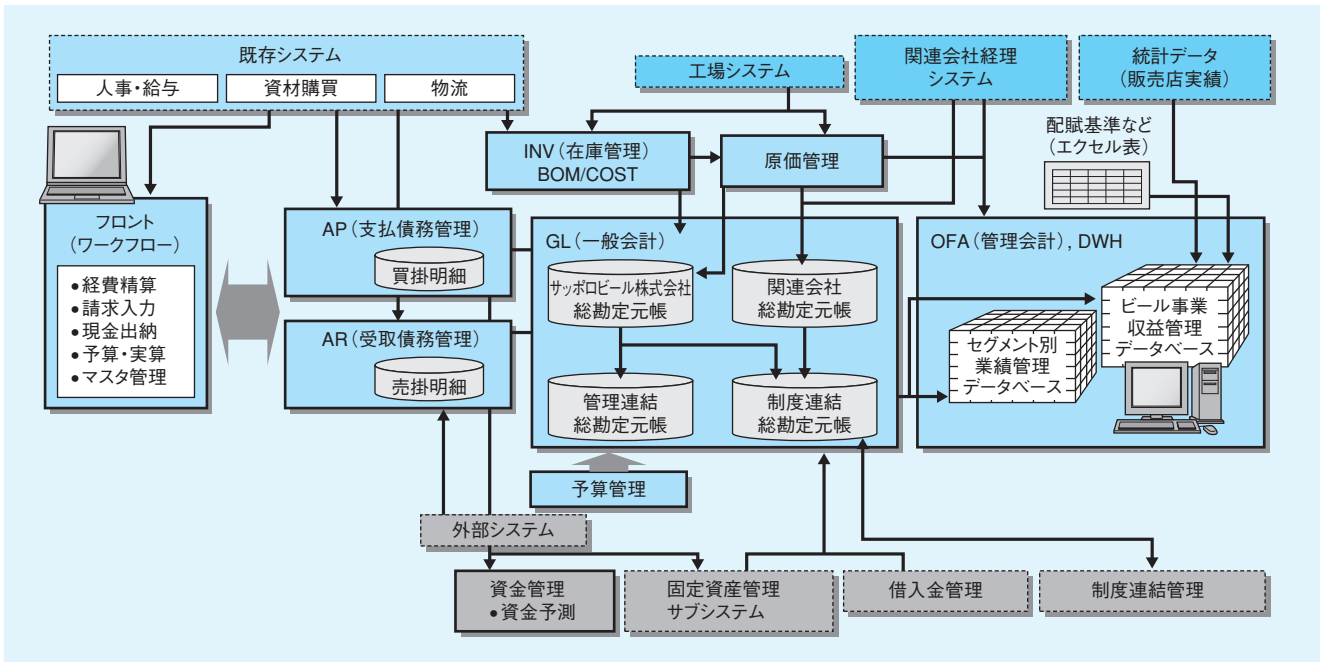 既存システム
人事・給与
資材購買
物流
工場システム
関連会社経理
システム
統計データ
(販売店実績)
配賦基準など
(エクセル表)
INV(在庫管理)
BOM/COST
原価管理
フロント
(ワークフロー)
●経費精算
●請求入力
●現金出納
●予算・実算
●マスタ管理
AP(支払債務管理)
買掛明細
AR(受取債務管理)
売掛明細
GL(一般会計)
サッポロビール株式会社
総勘定元帳
関連会社
総勘定元帳
管理連結
総勘定元帳
制度連結
総勘定元帳
OFA(管理会計), DWH
ビール事業
収益管理
データベース
セグメント別
業績管理
データベース
予算管理
外部システム
資金管理
●資金予測
固定資産管理
サブシステム
借入金管理
制度連結管理